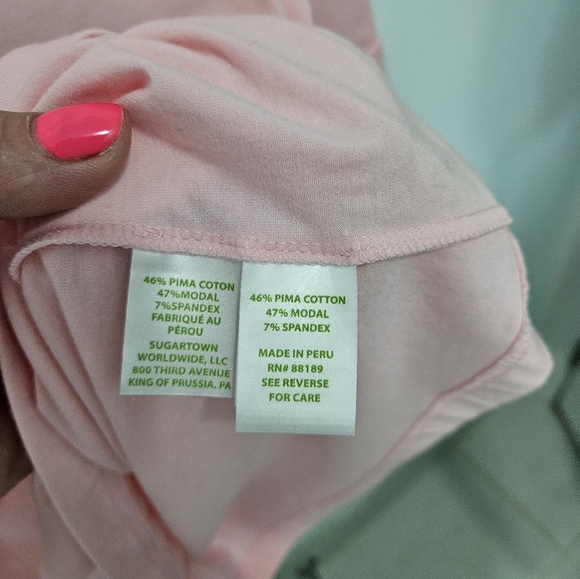 46% PIMA COTTON
47%MODAL
7%SPANDEX
FABRIQUÉ AU
PÉROU
SUGARTOWN
WORLDWIDE, LLC
800 THIRD AVENUE
KING OF PRUSSIA, PA
46% PIMA COTTON
47% MODAL
7% SPANDEX
MADE IN PERU
RN# 88189
SEE REVERSE
FOR CARE